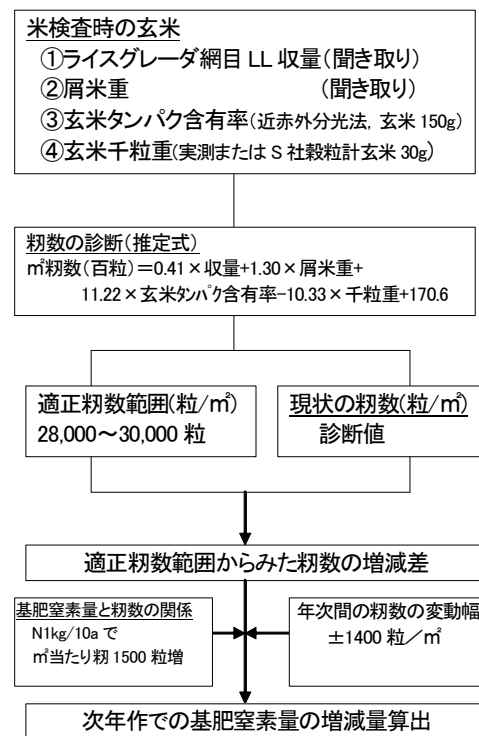 米検査時の玄米
①ライスグレーダ網目 LL 収量(聞き取り)
②屑米重 (聞き取り)
③玄米タンパク含有率(近赤外分光法, 玄米 150g)
④玄米千粒重(実測または S 社穀粒計玄米 30g)
籾数の診断(推定式)
㎡籾数(百粒)=0.41×収量+1.30×屑米重+
11.22×玄米タンパク含有率-10.33×千粒重+170.6
適正籾数範囲(粒/㎡)
28,000~30,000 粒
現状の籾数(粒/㎡)
診断値
適正籾数範囲からみた籾数の増減差
基肥窒素量と籾数の関係
N1kg/10a で
㎡当たり籾 1500 粒増
年次間の籾数の変動幅
±1400 粒/㎡
次年作での基肥窒素量の増減量算出